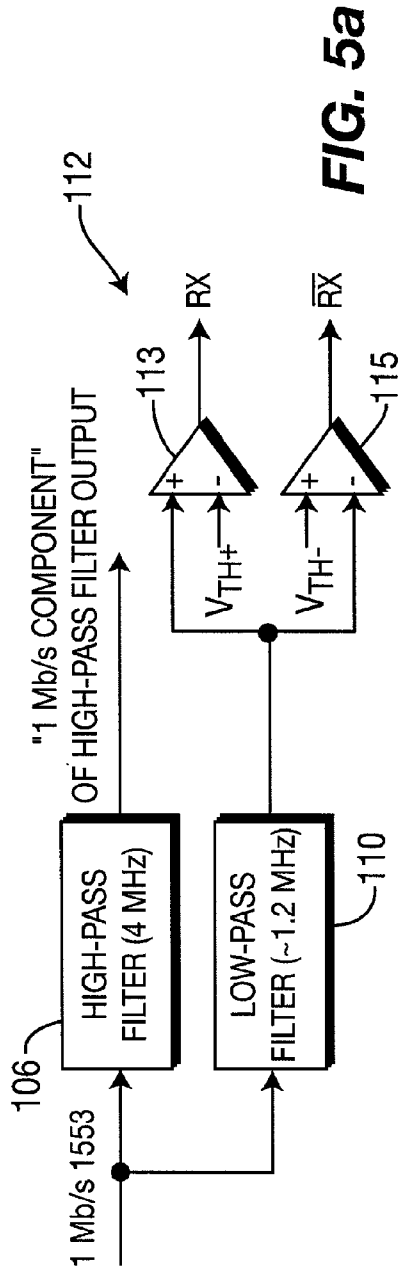 1 Mb/s 1553
106
HIGH-PASS
FILTER (4 MHz)
"1 Mb/s COMPONENT"
OF HIGH-PASS FILTER OUTPUT
112
LOW-PASS
FILTER (~1.2 MHz)
110
VTH+
+
-
113
RX
VTH-
+
-
115
R̅X̅
FIG. 5a